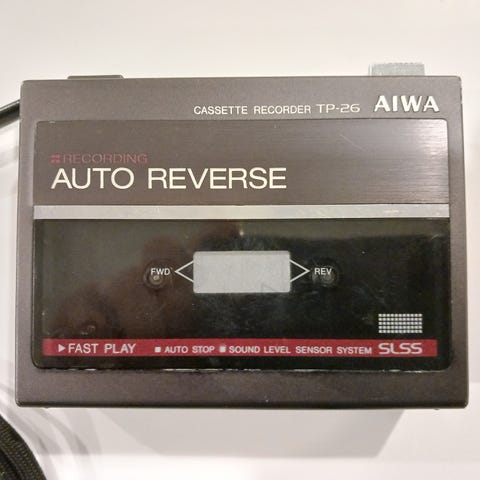 CASSETTE RECORDER TP-26 AIWA
RECORDING
AUTO REVERSE
FWD REV
FAST PLAY AUTO STOP SOUND LEVEL SENSOR SYSTEM SLSS